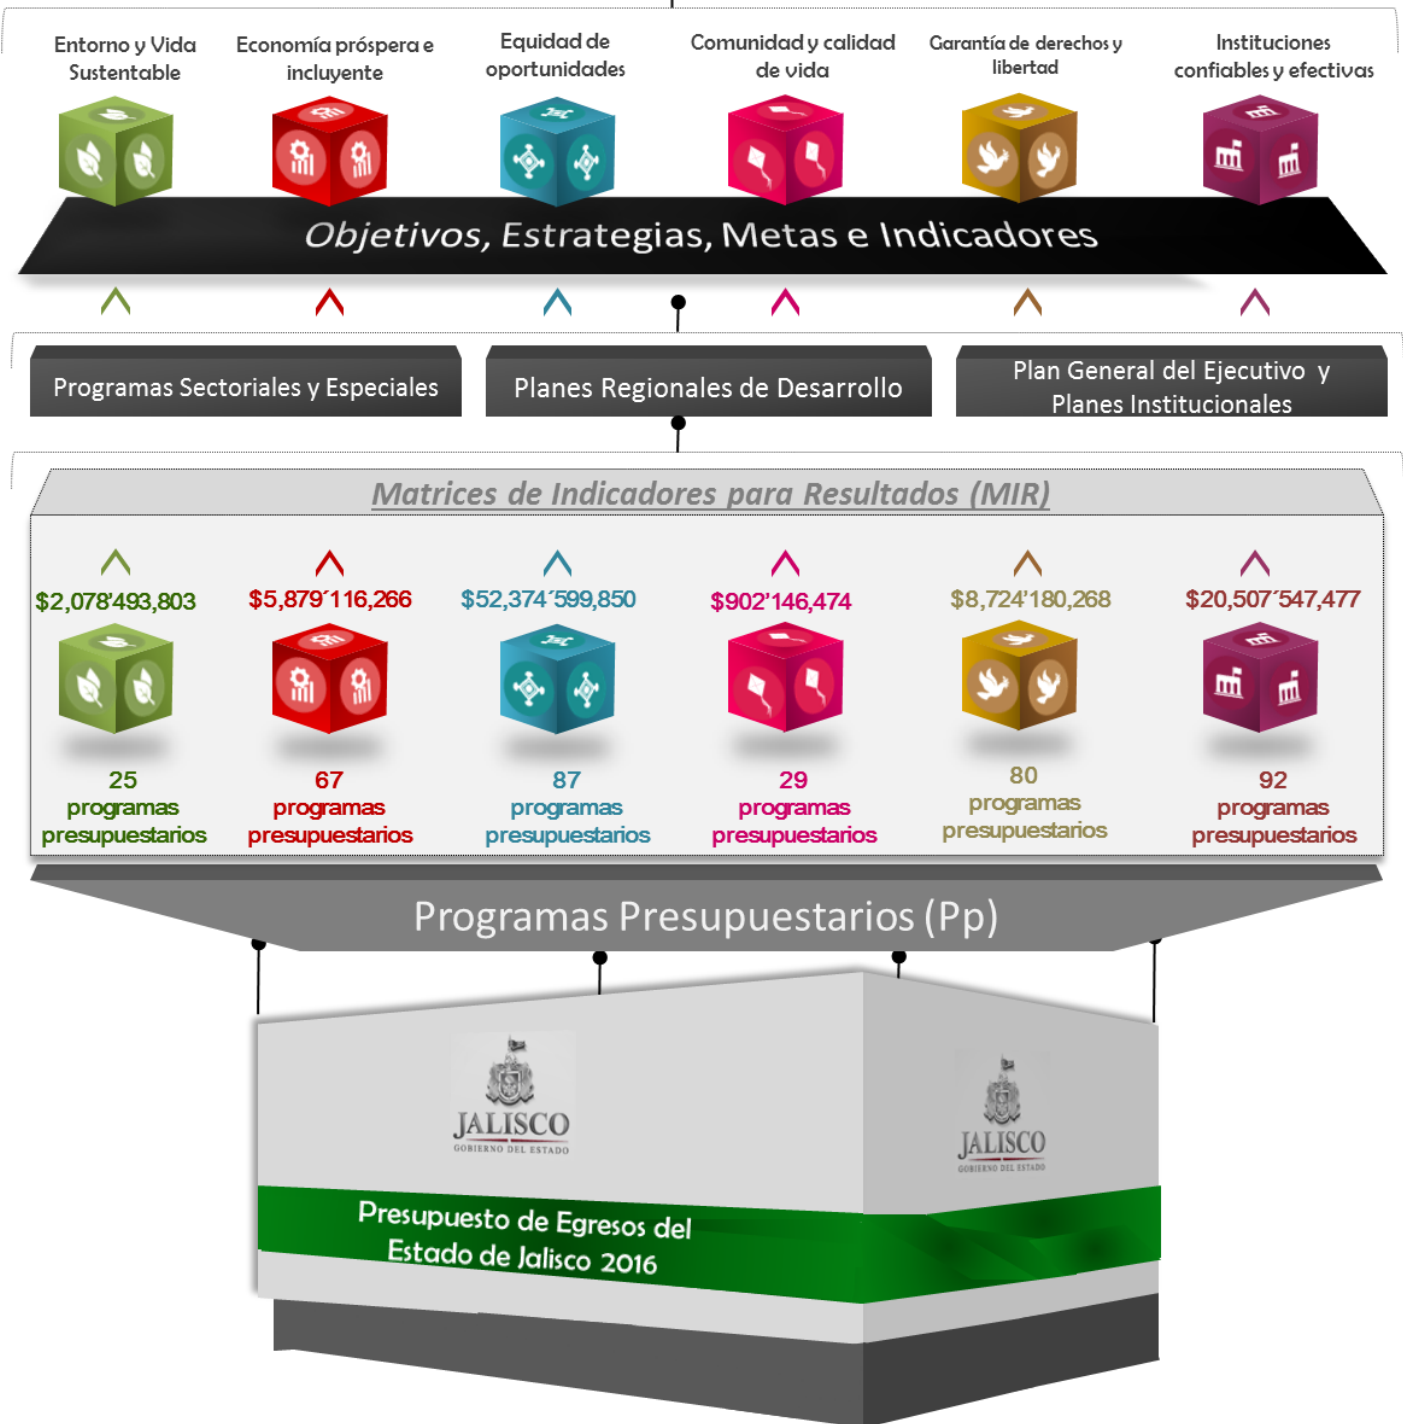 Entorno y Vida
Sustentable
Economía próspera e
incluyente
Equidad de
oportunidades
Comunidad y calidad
de vida
Garantía de derechos y
libertad
Instituciones
confiables y efectivas
Objetivos, Estrategias, Metas e Indicadores
Programas Sectoriales y Especiales
Planes Regionales de Desarrollo
Plan General del Ejecutivo y
Planes Institucionales
Matrices de Indicadores para Resultados (MIR)
$2,078'493,803
$5,879´116,266
$52,374´599,850
$902'146,474
$8,724'180,268
$20,507´547,477
25
programas
presupuestarios
67
programas
presupuestarios
87
programas
presupuestarios
29
programas
presupuestarios
80
programas
presupuestarios
92
programas
presupuestarios
Programas Presupuestarios (Pp)
JALISCO
GOBIERNO DEL ESTADO
JALISCO
GOBIERNO DEL ESTADO
Presupuesto de Egresos del
Estado de Jalisco 2016